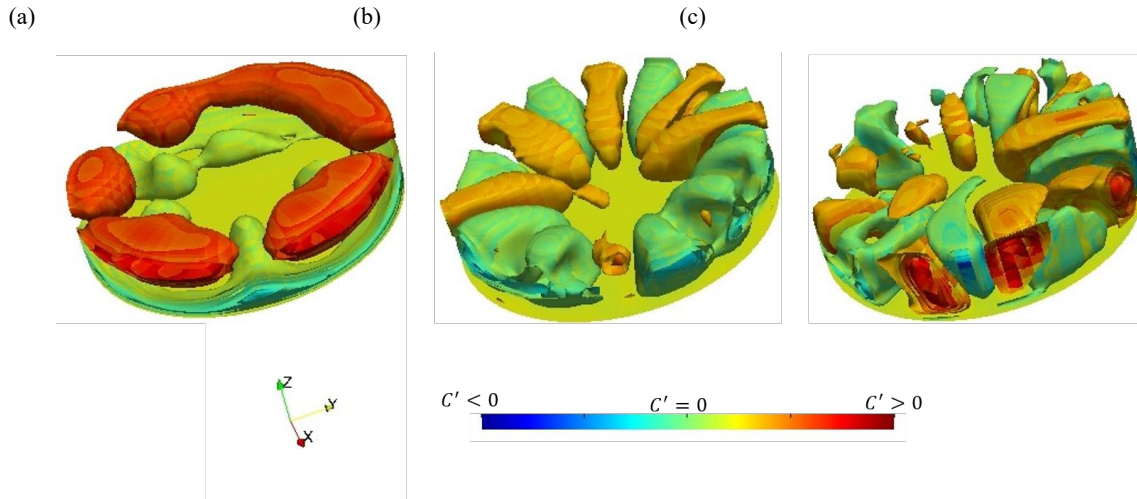 (a)
(b)
(c)
Z
Y
X
C′ < 0
C′ = 0
C′ > 0